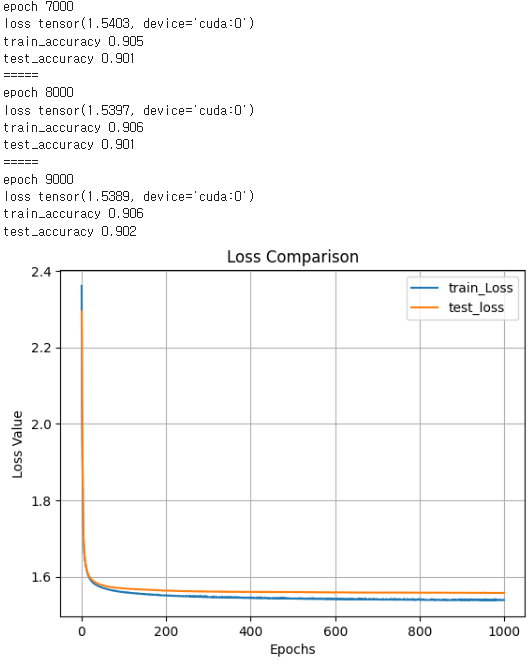 epoch 7000
loss tensor(1.5403, device='cuda:0')
train_accuracy 0.905
test_accuracy 0.901
=====
epoch 8000
loss tensor(1.5397, device='cuda:0')
train_accuracy 0.906
test_accuracy 0.901
=====
epoch 9000
loss tensor(1.5389, device='cuda:0')
train_accuracy 0.906
test_accuracy 0.902
Loss Comparison
train_Loss
test_loss
Loss Value
2.4
2.2
2.0
1.8
1.6
0 200 400 600 800 1000
Epochs